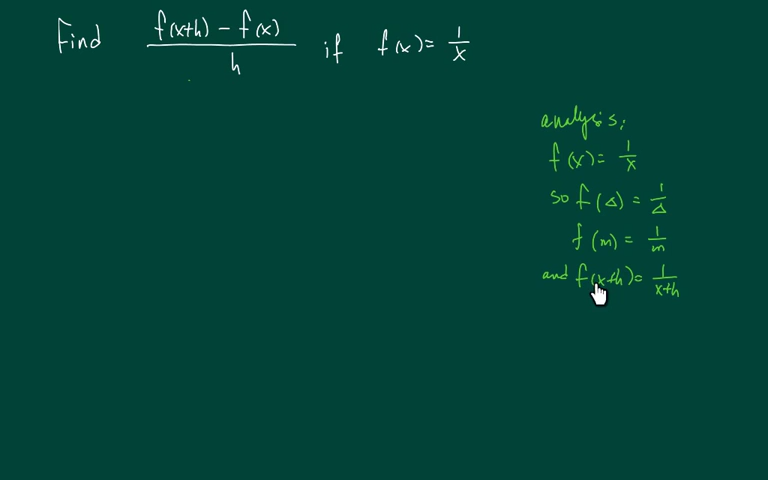 Find (f(x+h) - f(x))/h if f(x) = 1/x
analysis:
f(x) = 1/x
so f(△) = 1/△
f(m) = 1/m
and f(x+h) = 1/(x+h)